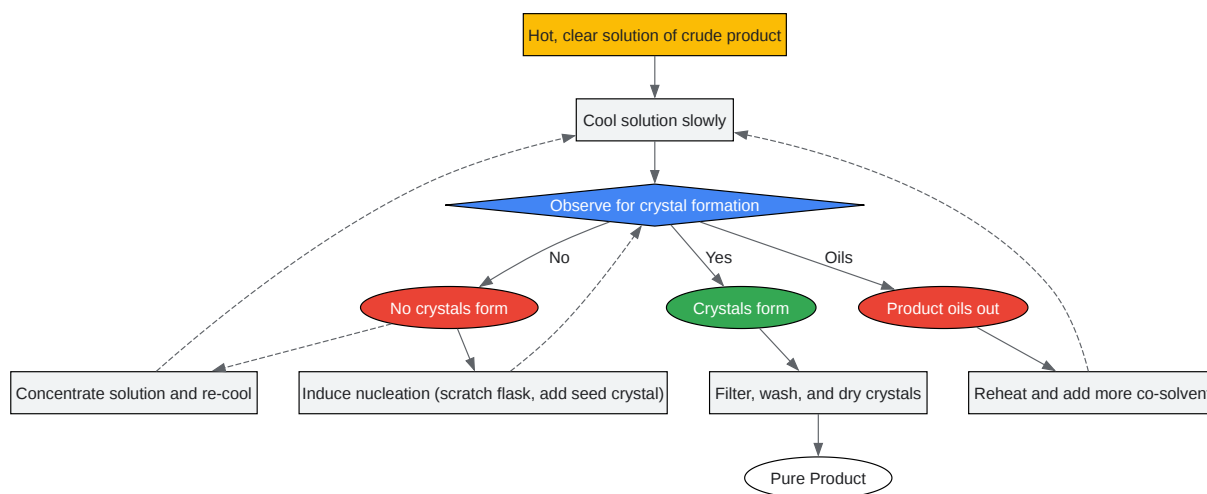 Hot, clear solution of crude product
Cool solution slowly
Observe for crystal formation
No
Yes
Oils
No crystals form
Crystals form
Product oils out
Concentrate solution and re-cool
Induce nucleation (scratch flask, add seed crystal)
Filter, wash, and dry crystals
Reheat and add more co-solvent
Pure Product